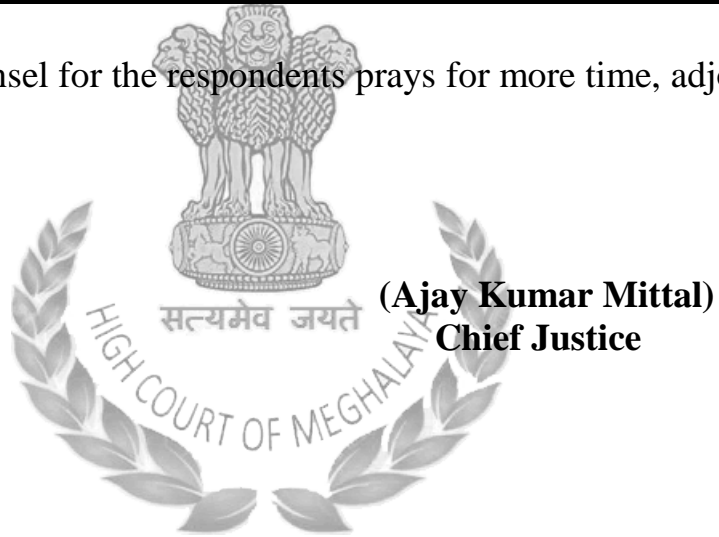 nsel for the respondents prays for more time, adj
सत्यमेव जयते
(Ajay Kumar Mittal)
Chief Justice
HIGH COURT OF MEGHALAYA